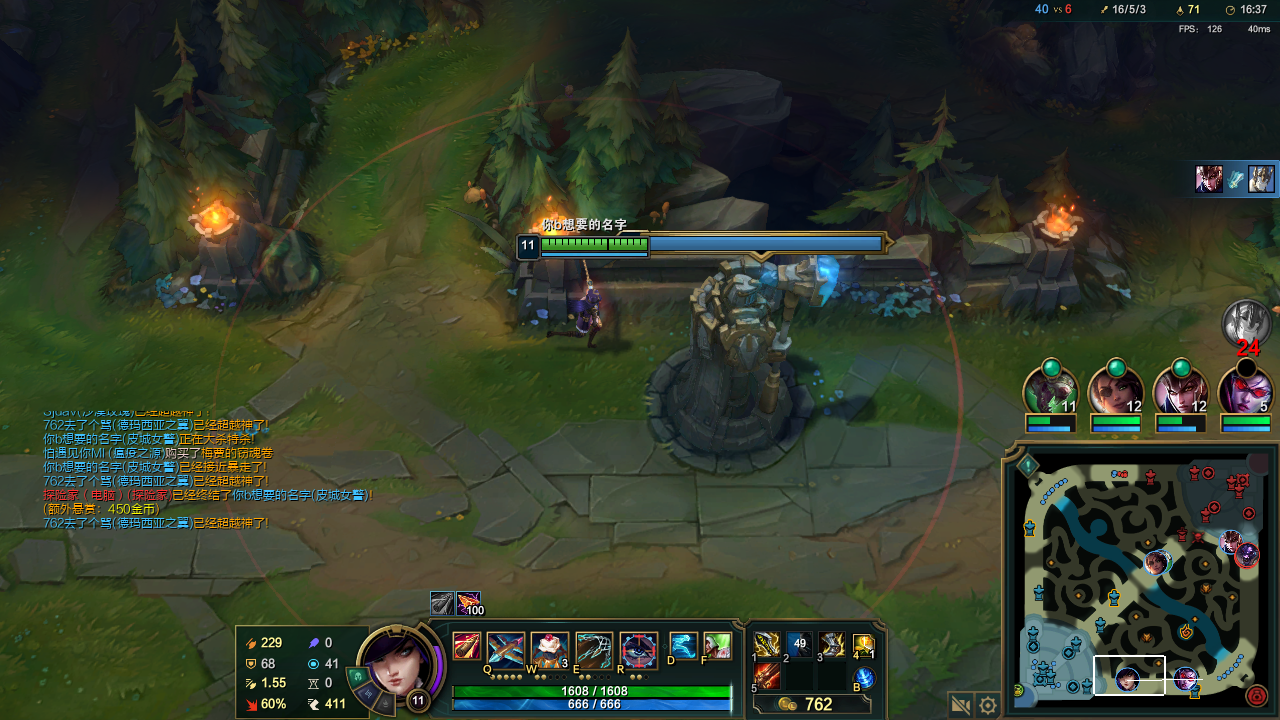 40 vs 6 16/5/3 71 16:37
FPS: 126 40ms
你b想要的名字
11
24
11 12 12 5
762去了个骂(德玛西亚之翼)已经超越神了!
你b想要的名字(皮城女警)正在大杀特杀!
怕遇见你Ml (瘟疫之源)购买了梅贾的窃魂卷
你b想要的名字(皮城女警)已经接近暴走了!
762去了个骂(德玛西亚之翼)已经超越神了!
探险家（电脑）(探险家)已经终结了你b想要的名字(皮城女警)!
(额外悬赏：450金币)
762去了个骂(德玛西亚之翼)已经超越神了!
100
229 0
68 41
1.55 0
60% 411
11
Q W 3 E R D F
1608 / 1608
666 / 666
1 2 49 3 4 1
5 B
762